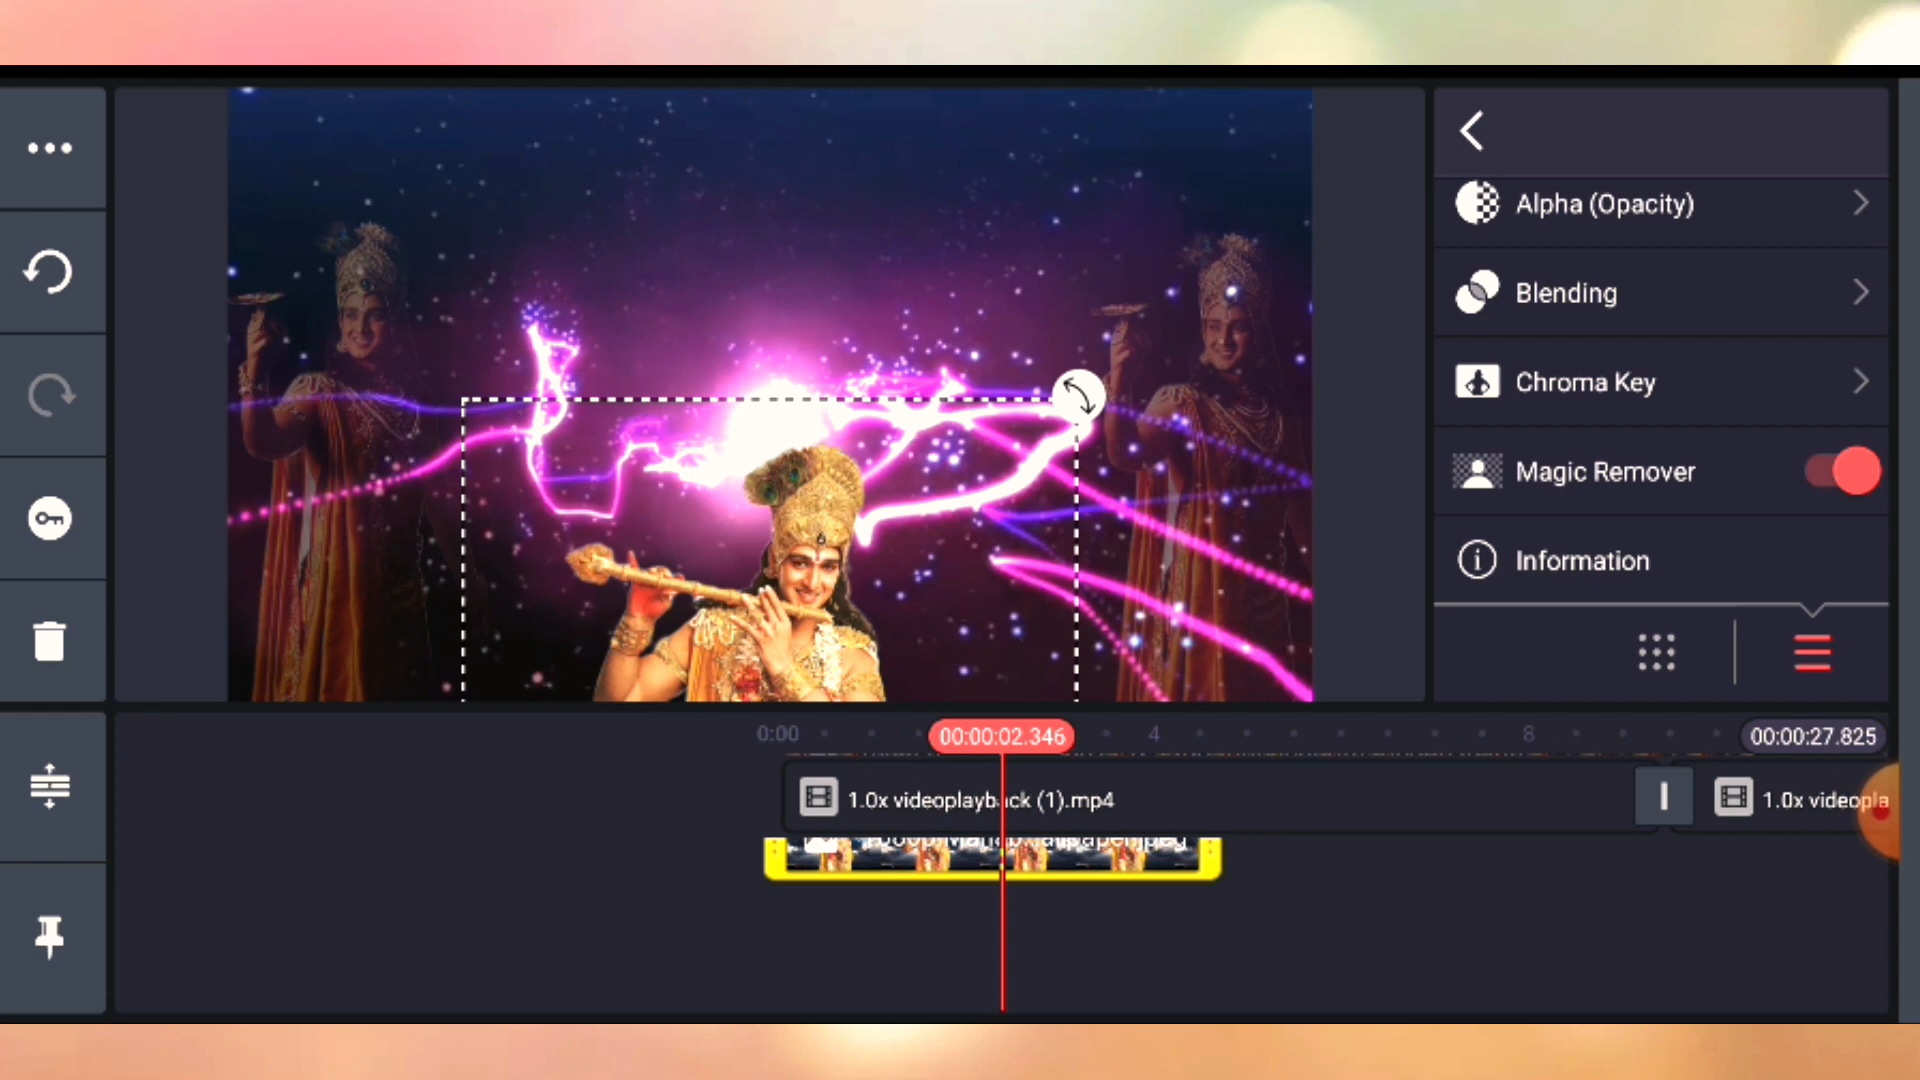 Alpha (Opacity)
Blending
Chroma Key
Magic Remover
Information
0:00
00:00:02.346
4
8
00:00:27.825
1.0x videoplayback (1).mp4
1.0x videopla